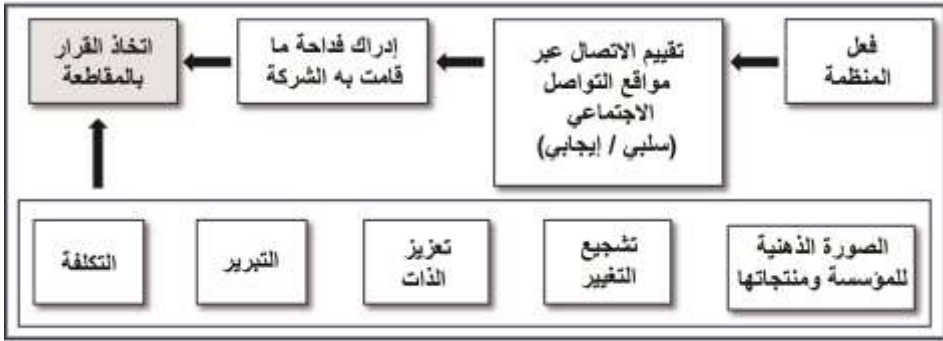 فعل
المنظمة
تقييم الاتصال عبر
مواقع التواصل
الاجتماعي
(سلبي / إيجابي)
إدراك فداحة ما
قامت به الشركة
اتخاذ القرار
بالمقاطعة
الصورة الذهنية
للمؤسسة ومنتجاتها
تشجيع
التغيير
تعزيز
الذات
التبرير
التكلفة